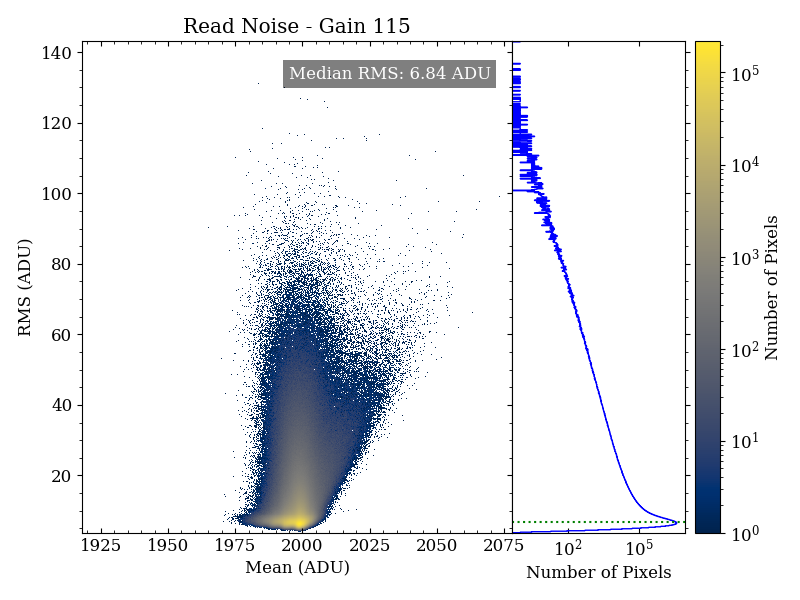 Read Noise - Gain 115
Median RMS: 6.84 ADU
140
120
100
80
60
40
20
RMS (ADU)
1925 1950 1975 2000 2025 2050 2075
Mean (ADU)
10² 10⁵
Number of Pixels
10⁵
10⁴
10³
10²
10¹
10⁰
Number of Pixels